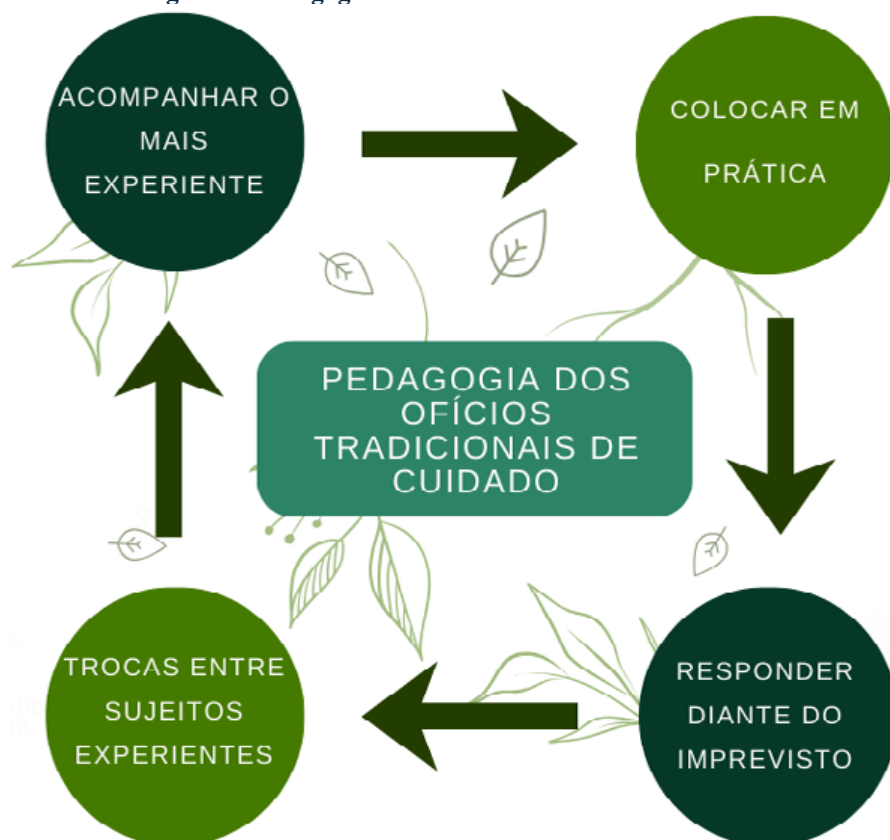 ACOMPANHAR O
MAIS
EXPERIENTE
COLOCAR EM
PRÁTICA
PEDAGOGIA DOS
OFÍCIOS
TRADICIONAIS DE
CUIDADO
TROCAS ENTRE
SUJEITOS
EXPERIENTES
RESPONDER
DIANTE DO
IMPREVISTO